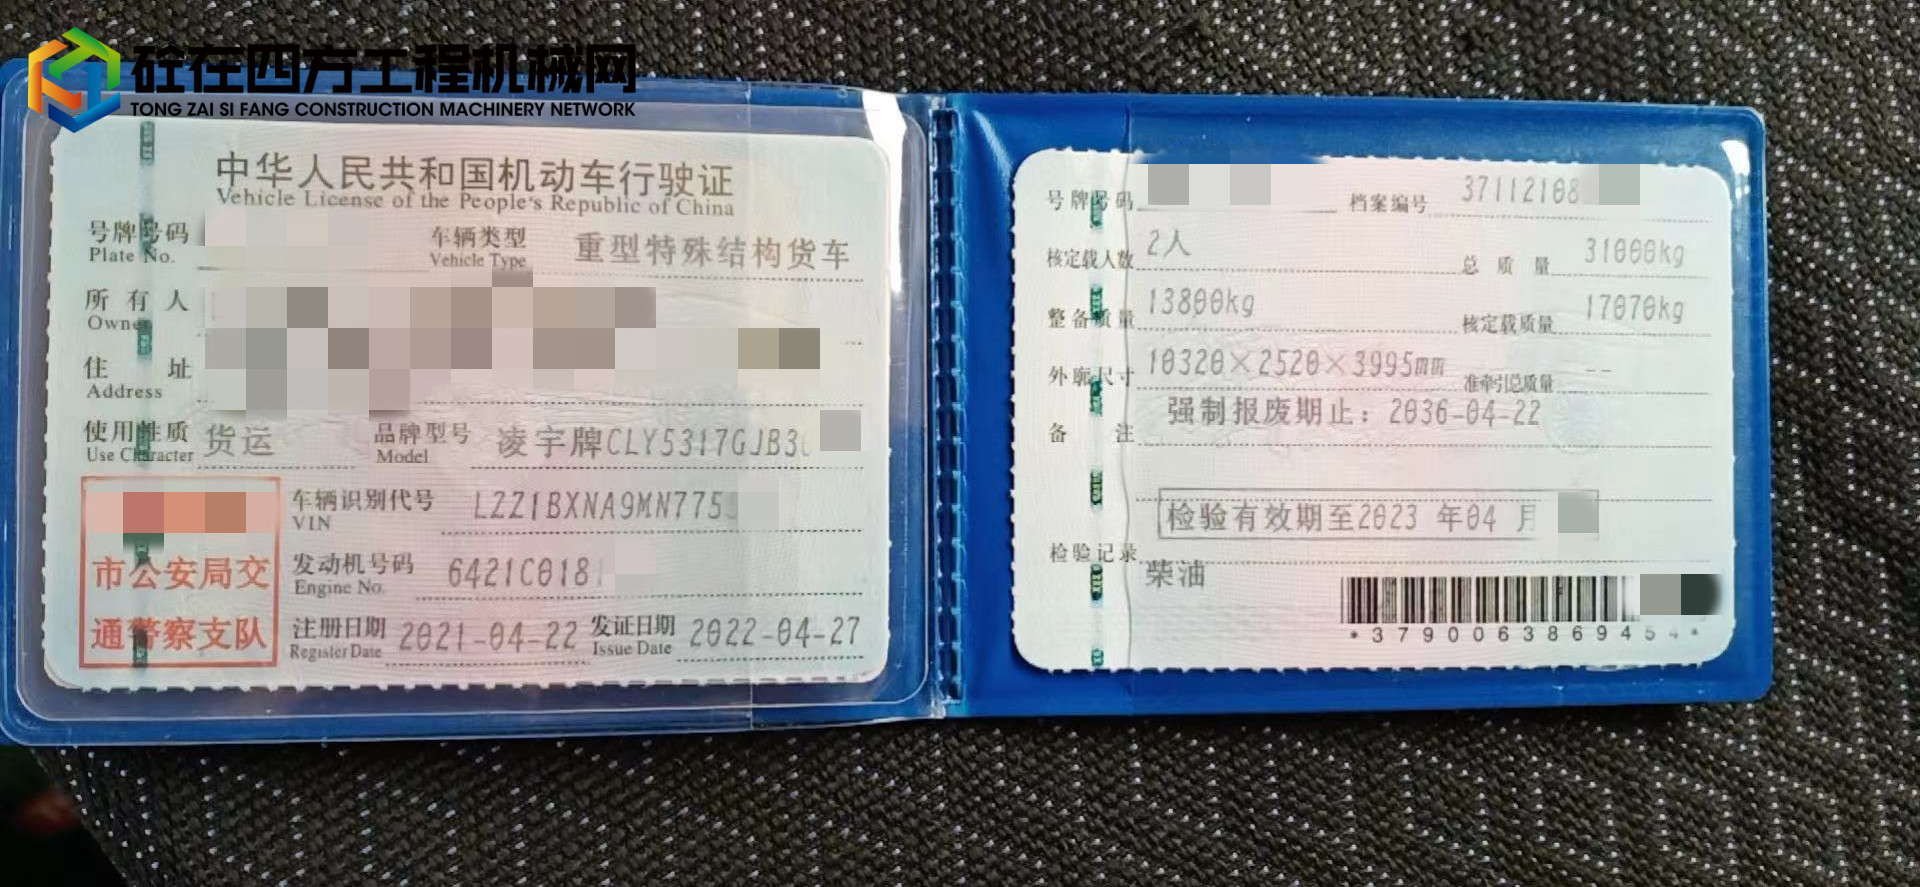 砼在四方工程机械网
TONG ZAI SI FANG CONSTRUCTION MACHINERY NETWORK
中华人民共和国机动车行驶证
Vehicle License of the People's Republic of China
号牌号码
Plate No.
车辆类型 重型特殊结构货车
Vehicle Type
所有人
Owner
住址
Address
使用性质 货运
Use Character
品牌型号 凌宇牌CLY5317GJB3
Model
车辆识别代号 LZZ1BXNA9MN775
VIN
发动机号码 6421C0181
Engine No.
注册日期 2021-04-22
Register Date
发证日期 2022-04-27
Issue Date
市公安局交
通警察支队
号牌号码 档案编号 37112108
核定载人数 2人 总质量 31000kg
整备质量 13800kg 核定载质量 17070kg
外廓尺寸 10320×2520×3995mm 准牵引总质量 --
备注 强制报废期止：2036-04-22
检验有效期至2023 年04 月
检验记录
柴油
*3790063869454*